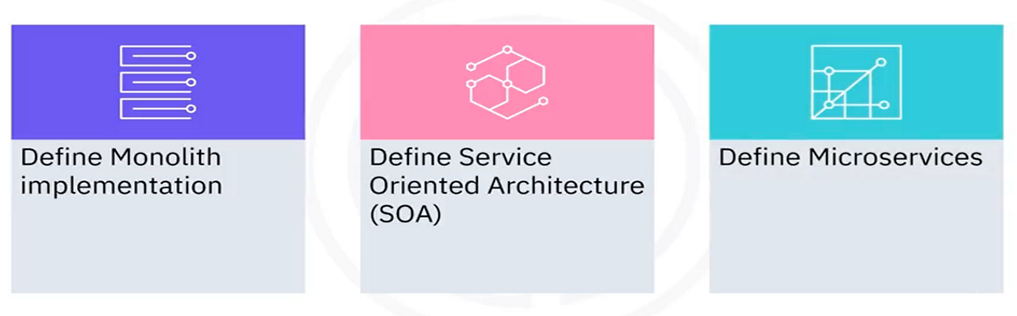 Define Monolith
implementation
Define Service
Oriented Architecture
(SOA)
Define Microservices